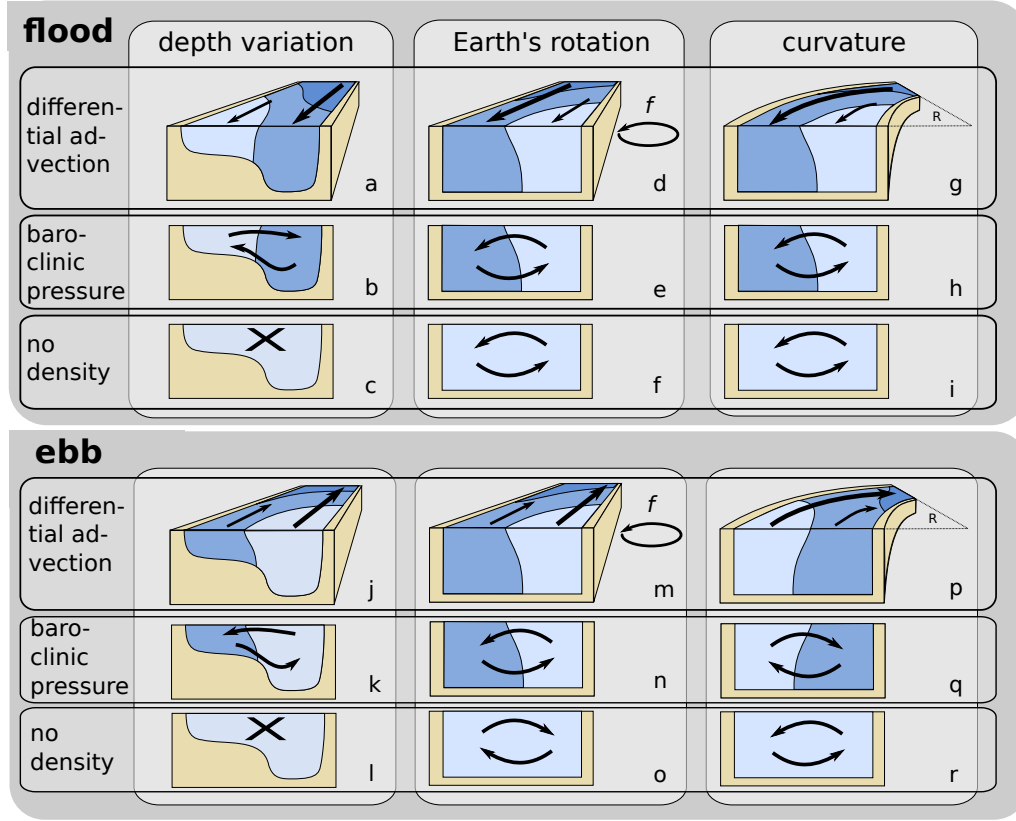 flood
depth variation
Earth's rotation
curvature
differen-
tial ad-
vection
a
f
d
R
g
baro-
clinic
pressure
b
e
h
no
density
c
f
i
ebb
differen-
tial ad-
vection
j
f
m
R
p
baro-
clinic
pressure
k
n
q
no
density
l
o
r